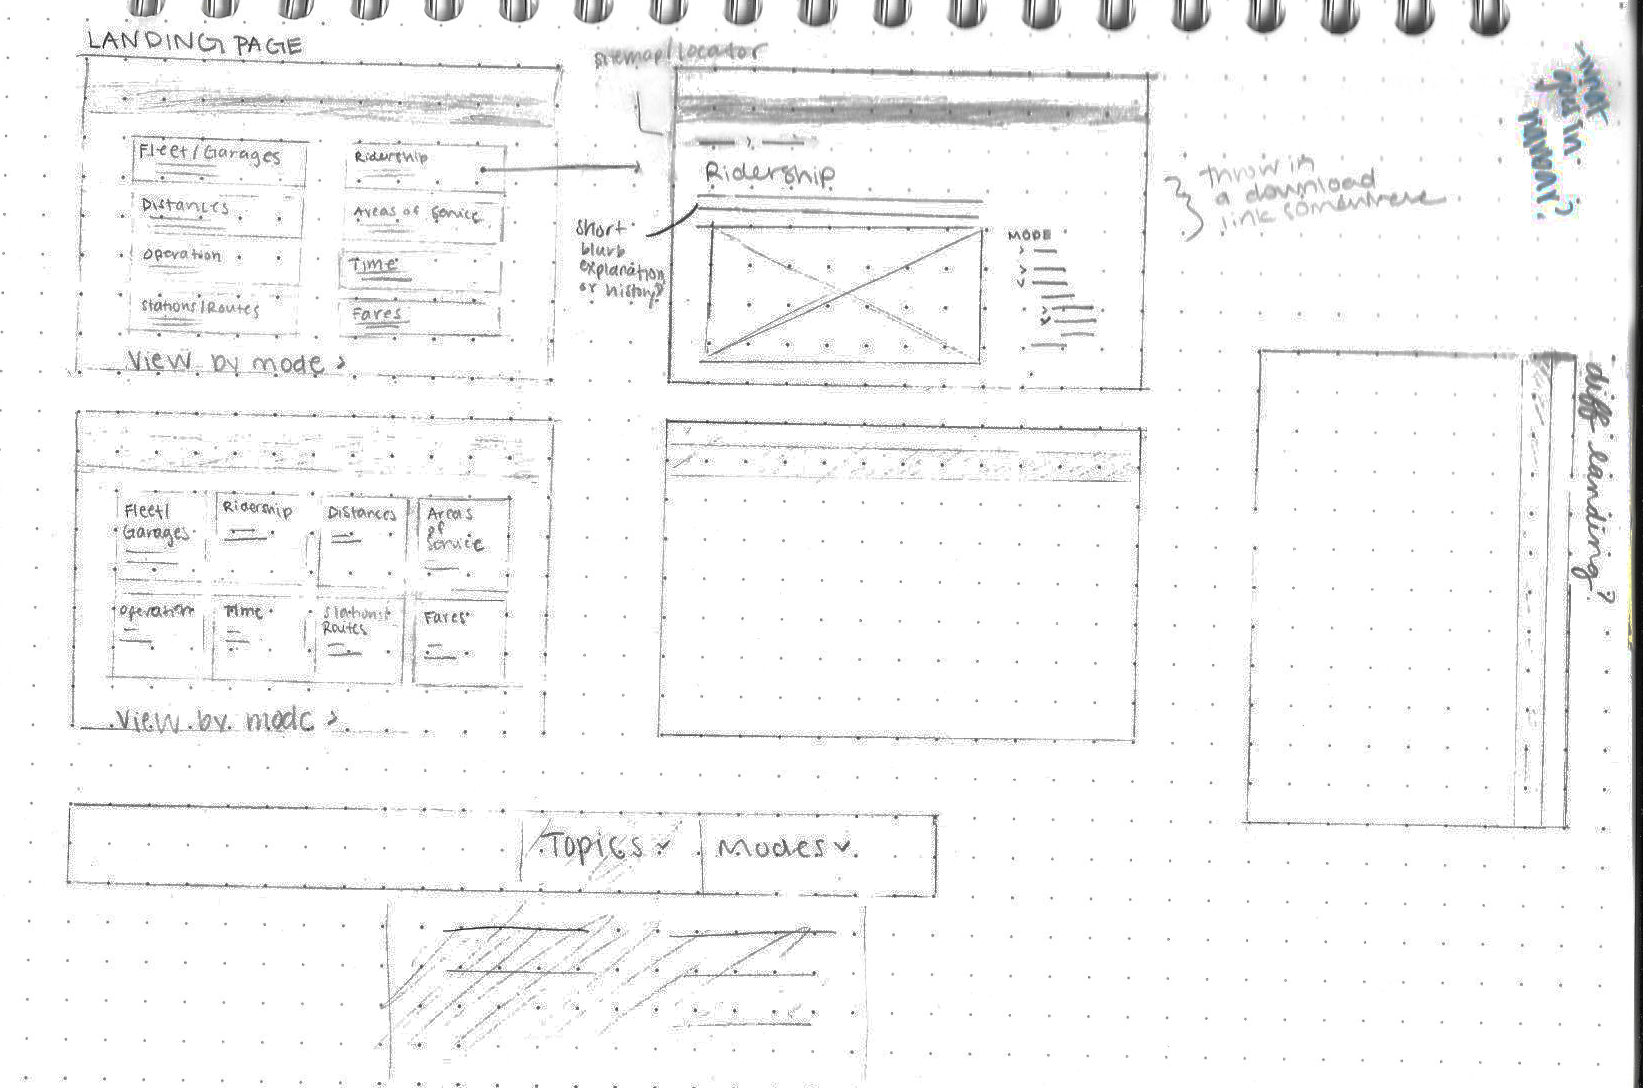 LANDING PAGE
sitemap/locator
Fleet/Garages
Ridership
Distances
Areas of Service
Operation
Time
Stations/Routes
Fares
View by mode >
Ridership
short
blurb
explanation
or history?
MODE
throw in
a download
link somewhere
what
goes in
navbar?
diff landing?
Fleet/
Garages
Ridership
Distances
Areas
of
Service
Operation
Time
Stations
Routes
Fares
View by mode >
Topics
Modes